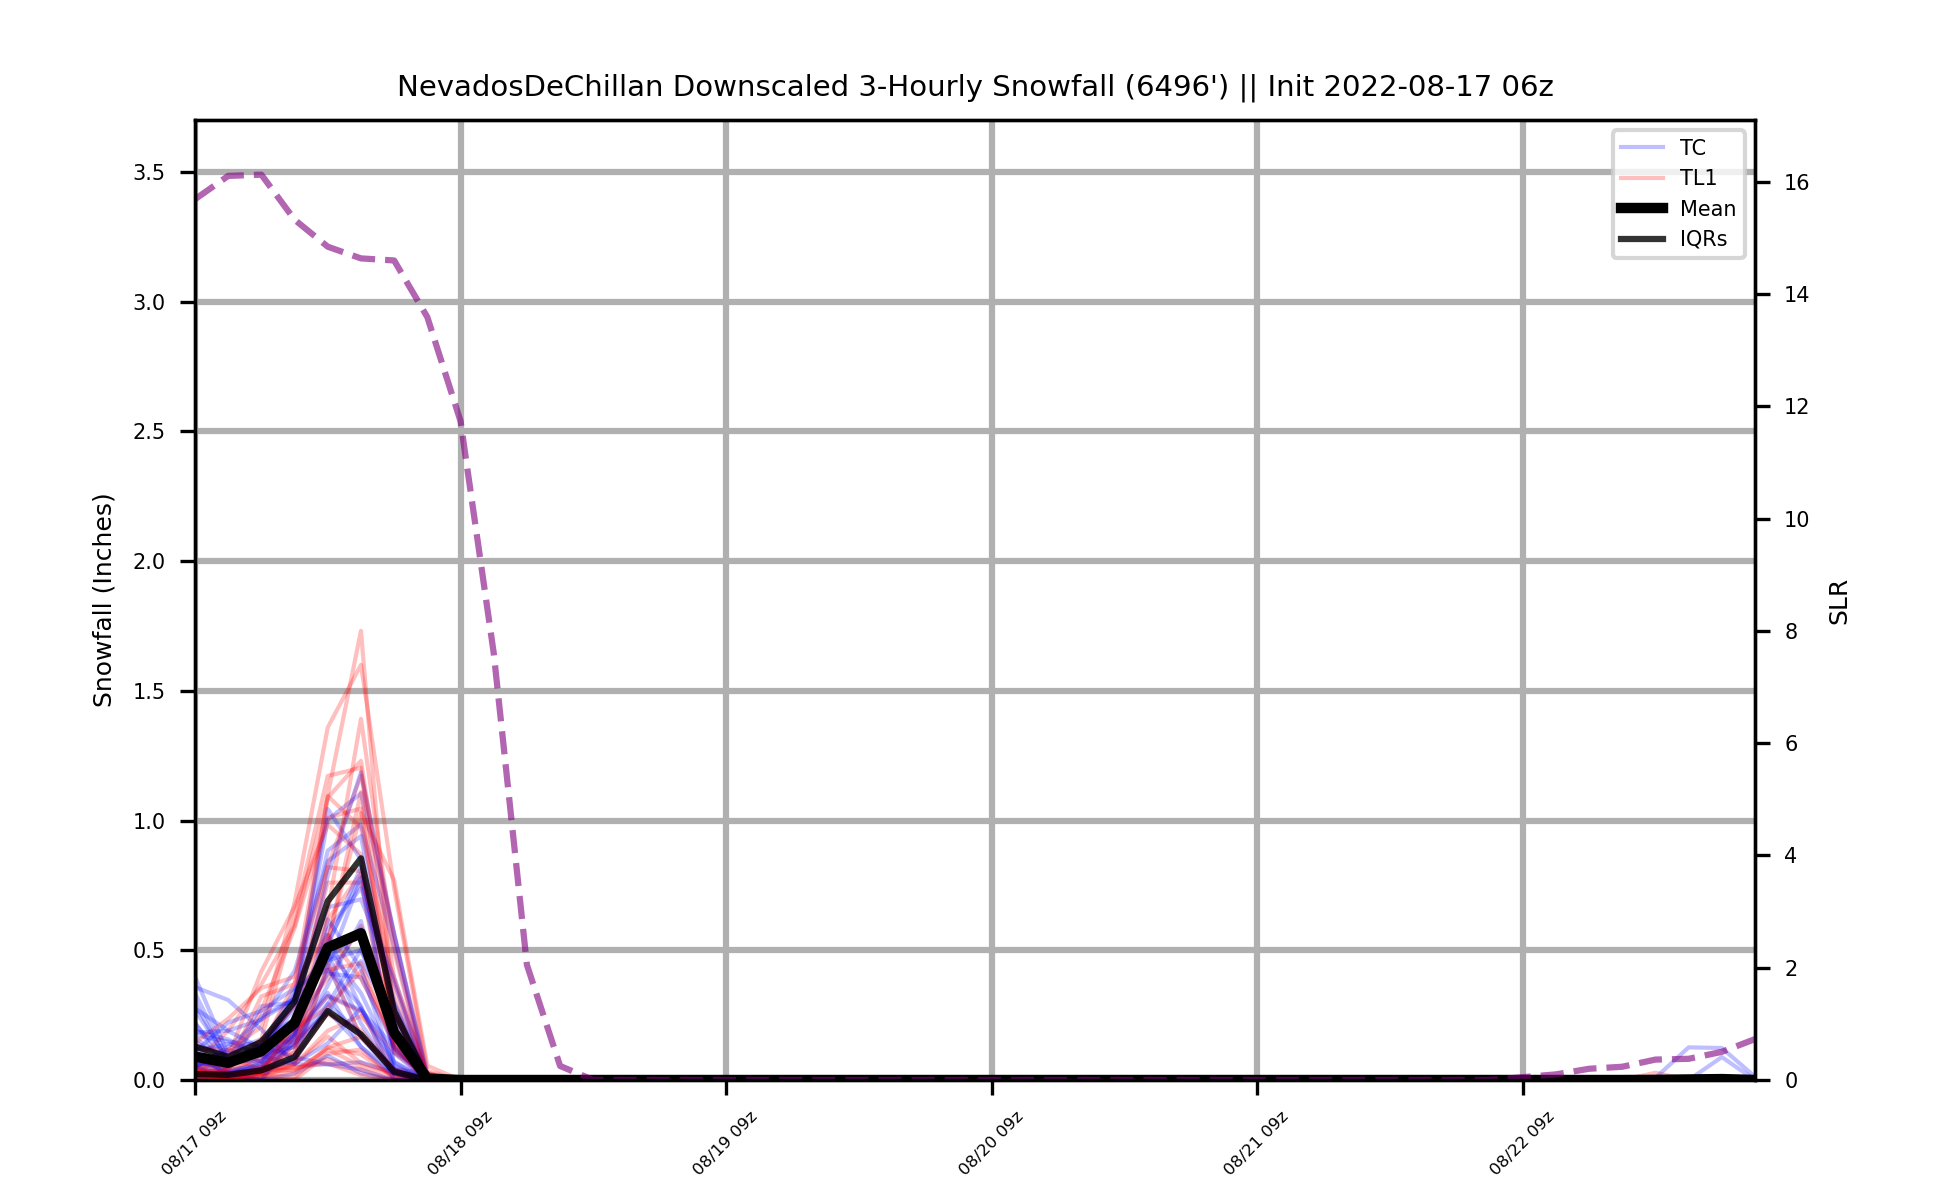 NevadosDeChillan Downscaled 3-Hourly Snowfall (6496') || Init 2022-08-17 06z
TC
TL1
Mean
IQRs
Snowfall (Inches)
3.5
3.0
2.5
2.0
1.5
1.0
0.5
0.0
16
14
12
10
8
6
4
2
0
SLR
08/17 09z
08/18 09z
08/19 09z
08/20 09z
08/21 09z
08/22 09z